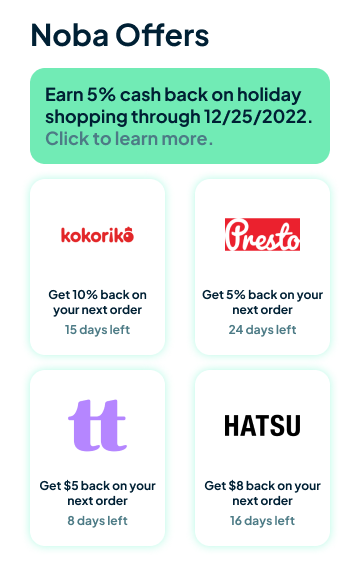 Noba Offers
Earn 5% cash back on holiday
shopping through 12/25/2022.
Click to learn more.
kokorikô
Presto
Get 10% back on
your next order
15 days left
Get 5% back on your
next order
24 days left
tt
HATSU
Get $5 back on your
next order
8 days left
Get $8 back on your
next order
16 days left